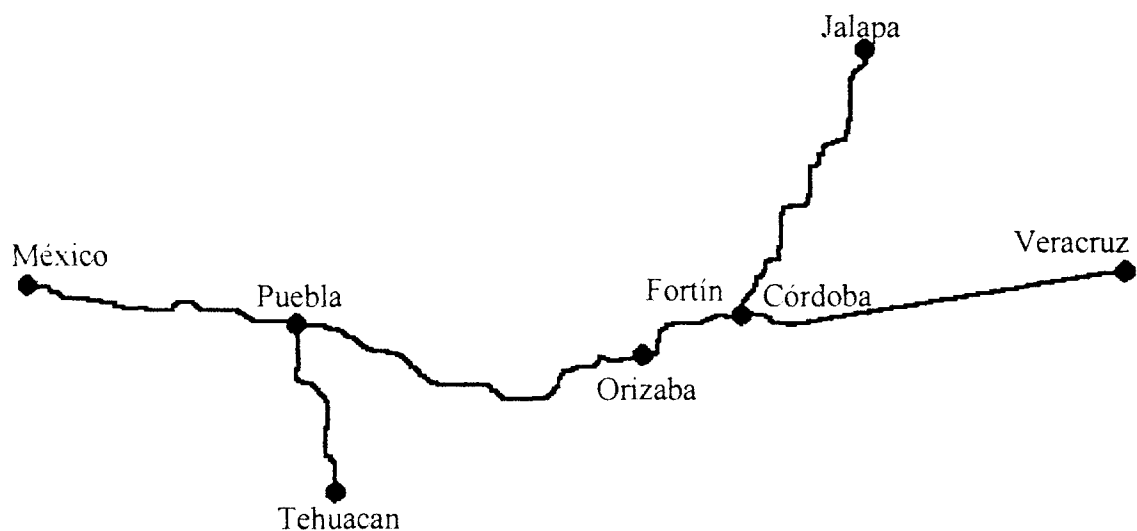 Jalapa
México
Veracruz
Puebla
Fortín
Córdoba
Orizaba
Tehuacan